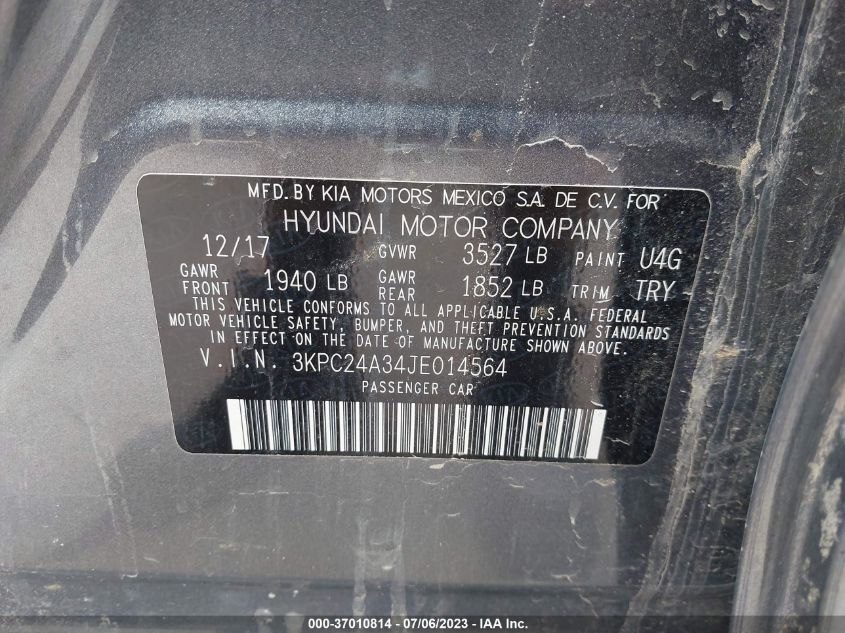 MFD. BY KIA MOTORS MEXICO S.A. DE C.V. FOR
HYUNDAI MOTOR COMPANY
12/17 GVWR 3527 LB PAINT U4G
GAWR FRONT 1940 LB GAWR REAR 1852 LB TRIM TRY
THIS VEHICLE CONFORMS TO ALL APPLICABLE U.S.A. FEDERAL
MOTOR VEHICLE SAFETY, BUMPER, AND THEFT PREVENTION STANDARDS
IN EFFECT ON THE DATE OF MANUFACTURE SHOWN ABOVE.
V.I.N. 3KPC24A34JE014564
PASSENGER CAR
000-37010814 - 07/06/2023 - IAA Inc.